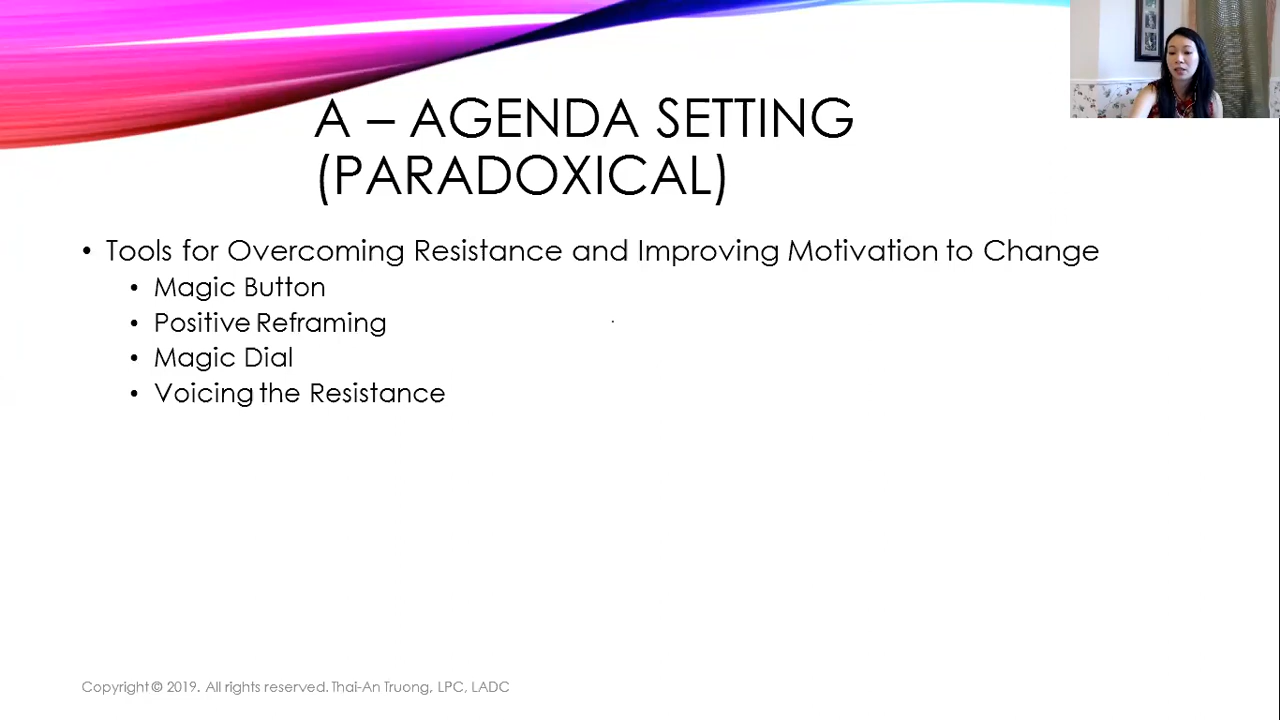 A – AGENDA SETTING
(PARADOXICAL)
• Tools for Overcoming Resistance and Improving Motivation to Change
• Magic Button
• Positive Reframing
• Magic Dial
• Voicing the Resistance
Copyright © 2019. All rights reserved. Thai-An Truong, LPC, LADC